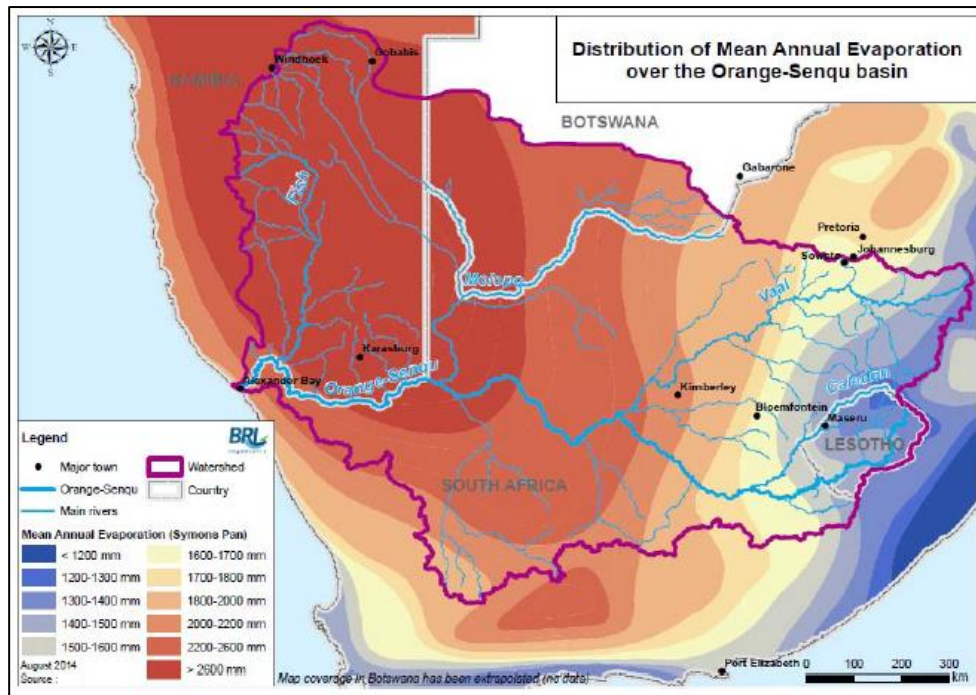 Distribution of Mean Annual Evaporation
over the Orange-Senqu basin
N
W
E
S
Windhoek
Gobabis
NAMIBIA
BOTSWANA
Gabarone
Fish
Pretoria
Johannesburg
Soweto
Molopo
Vaal
Karasburg
Orange-Senqu
Alexander Bay
Kimberley
Caledon
Bloemfontein
Maseru
LESOTHO
SOUTH AFRICA
Port Elizabeth
Legend
BRL
Major town
Watershed
Orange-Senqu
Country
Main rivers
Mean Annual Evaporation (Symons Pan)
< 1200 mm
1600-1700 mm
1200-1300 mm
1700-1800 mm
1300-1400 mm
1800-2000 mm
1400-1500 mm
2000-2200 mm
1500-1600 mm
2200-2600 mm
> 2600 mm
August 2014
Source :
Map coverage in Botswana has been extrapolated (no data)
0 100 200 300
km